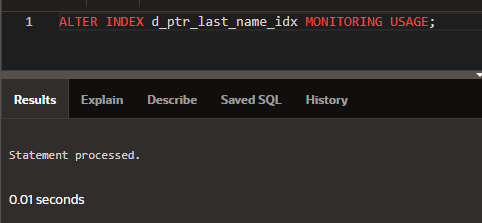 1 ALTER INDEX d_ptr_last_name_idx MONITORING USAGE;
Results Explain Describe Saved SQL History
Statement processed.
0.01 seconds